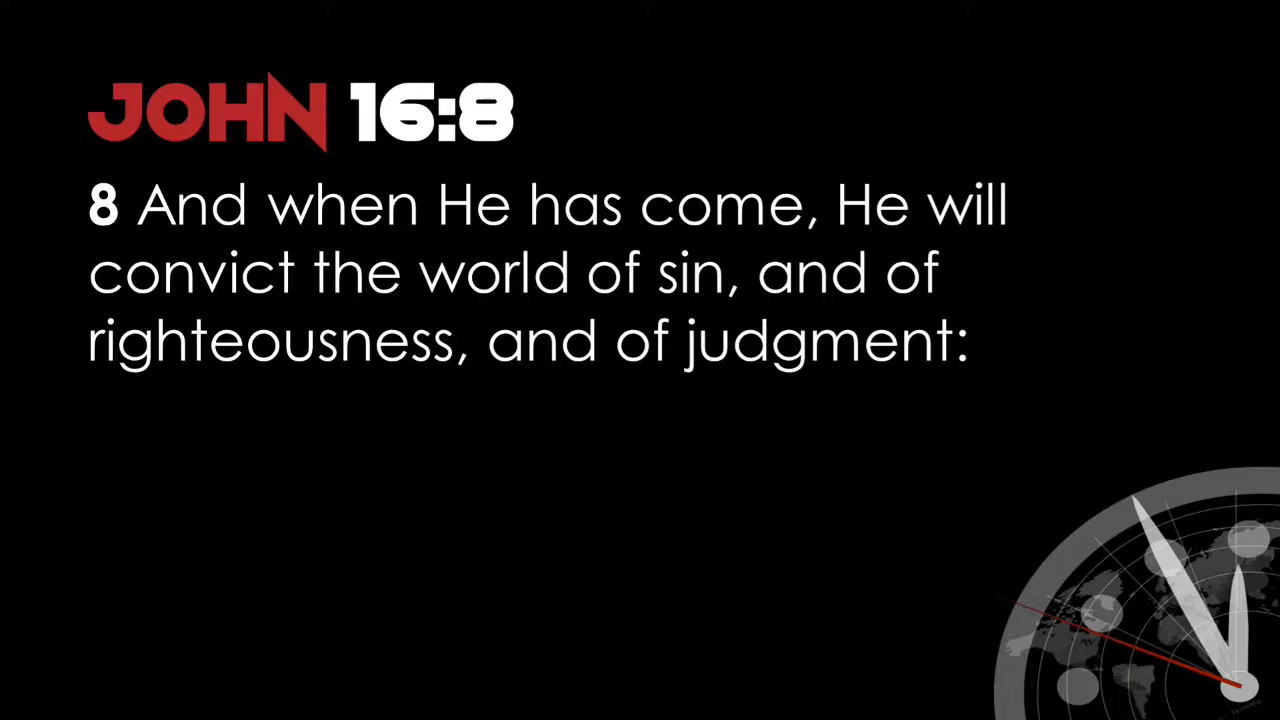 JOHN 16:8
8 And when He has come, He will
convict the world of sin, and of
righteousness, and of judgment: